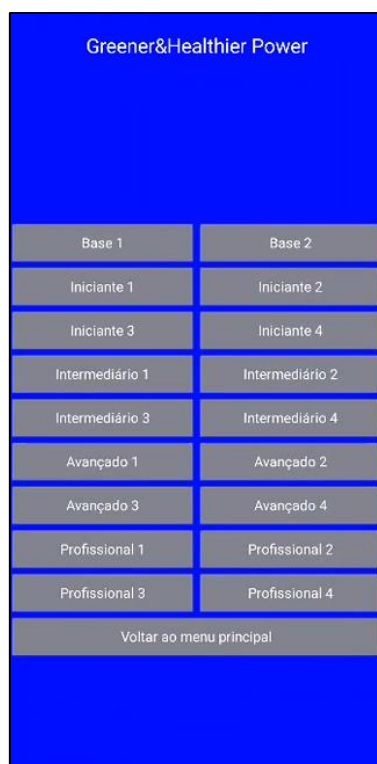 Greener&Healthier Power
Base 1 Base 2
Iniciante 1 Iniciante 2
Iniciante 3 Iniciante 4
Intermediário 1 Intermediário 2
Intermediário 3 Intermediário 4
Avançado 1 Avançado 2
Avançado 3 Avançado 4
Profissional 1 Profissional 2
Profissional 3 Profissional 4
Voltar ao menu principal